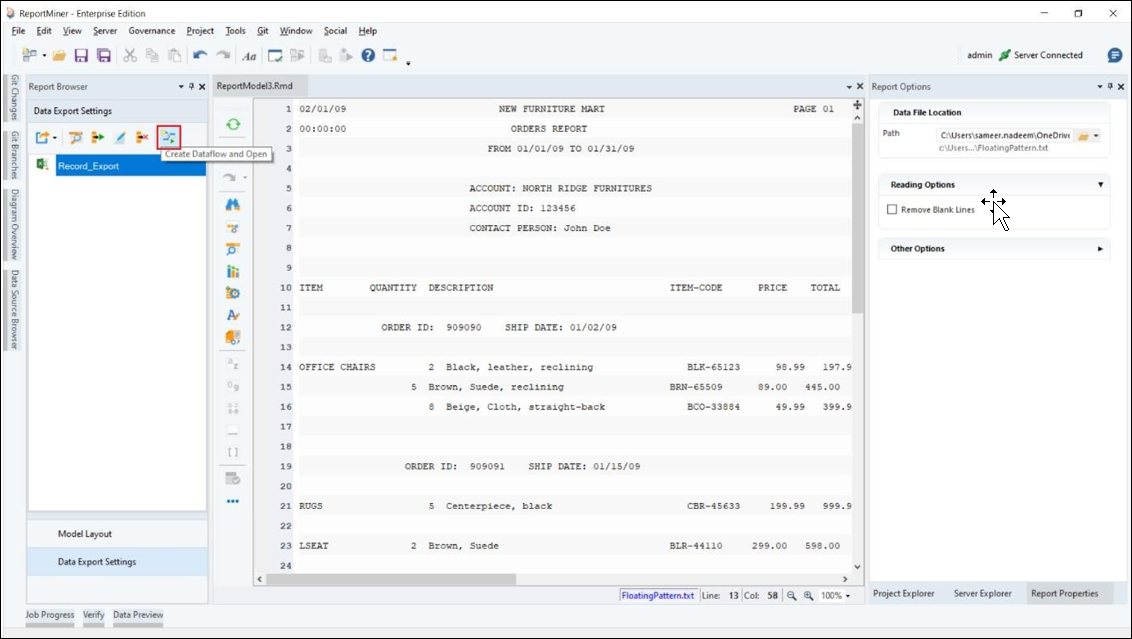 ReportMiner - Enterprise Edition
File Edit View Server Governance Project Tools Git Window Social Help
Aa
admin Server Connected
Git Changes
Git Branches
Diagram Overview
Data Source Browser
Report Browser
Data Export Settings
Create Dataflow and Open
Record_Export
Model Layout
Data Export Settings
ReportModel3.Rmd
1 02/01/09 NEW FURNITURE MART PAGE 01
2 00:00:00 ORDERS REPORT
3 FROM 01/01/09 TO 01/31/09
4
5 ACCOUNT: NORTH RIDGE FURNITURES
6 ACCOUNT ID: 123456
7 CONTACT PERSON: John Doe
8
9
10 ITEM QUANTITY DESCRIPTION ITEM-CODE PRICE TOTAL
11
12 ORDER ID: 909090 SHIP DATE: 01/02/09
13
14 OFFICE CHAIRS 2 Black, leather, reclining BLK-65123 98.99 197.9
15 5 Brown, Suede, reclining BRN-65509 89.00 445.00
16 8 Beige, Cloth, straight-back BCO-33884 49.99 399.9
17
18
19 ORDER ID: 909091 SHIP DATE: 01/15/09
20
21 RUGS 5 Centerpiece, black CBR-45633 199.99 999.9
22
23 LSEAT 2 Brown, Suede BLR-44110 299.00 598.00
24
FloatingPattern.txt Line: 13 Col: 58 100%
Report Options
Data File Location
Path C:\Users\sameer.nadeem\OneDriv
c:\Users...\FloatingPattern.txt
Reading Options
Remove Blank Lines
Other Options
Project Explorer Server Explorer Report Properties
Job Progress Verify Data Preview